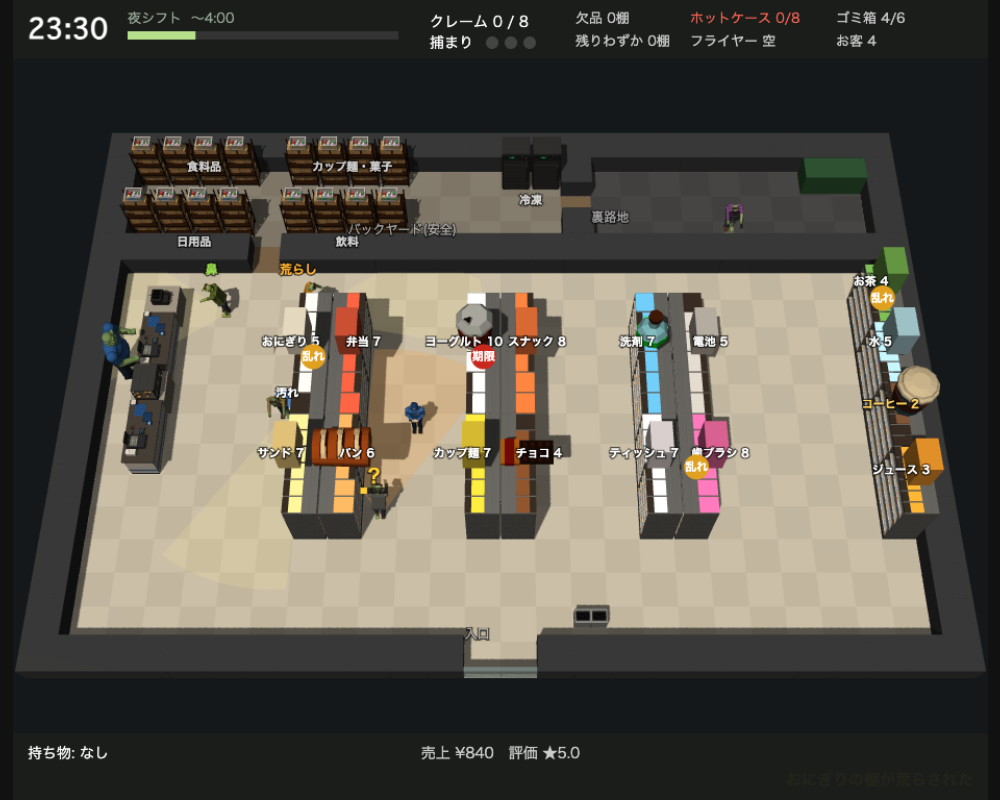 23:30
夜シフト 〜4:00
クレーム 0 / 8
捕まり
欠品 0棚
残りわずか 0棚
ホットケース 0/8
フライヤー 空
ゴミ箱 4/6
お客 4
食料品
カップ麺・菓子
冷凍
日用品
飲料
バックヤード(安全)
裏路地
荒らし
お茶 4
乱れ
おにぎり 5
弁当 7
ヨーグルト 10
スナック 8
洗剤 7
電池 5
水 5
乱れ
期限
汚れ
コーヒー 2
サンド 7
パン 6
カップ麺 7
チョコ 4
ティッシュ 7
歯ブラシ 8
乱れ
ジュース 3
?
入口
持ち物: なし
売上 ¥840 評価 ★5.0
おにぎりの棚が荒らされた